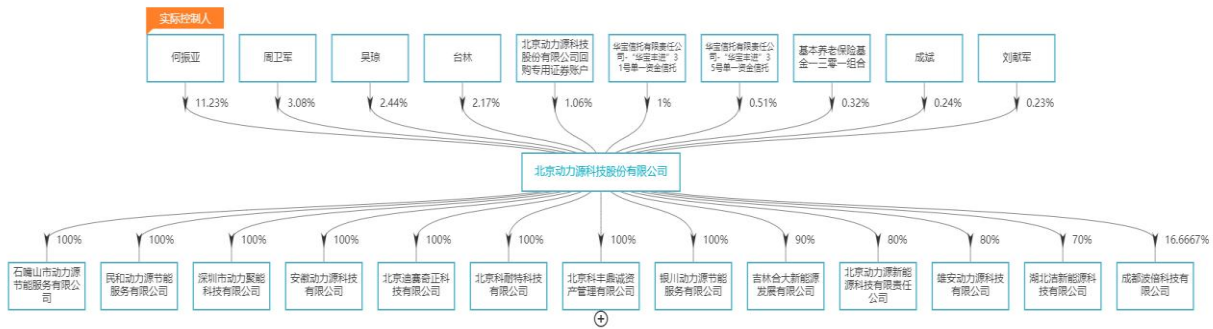 实际控制人
何振亚
周卫军
吴琼
台林
北京动力源科技
股份有限公司回
购专用证券账户
华宝信托有限责任公
司-“华宝丰进”3
1号单一资金信托
华宝信托有限责任公
司-“华宝丰进”3
5号单一资金信托
基本养老保险基
金一三零一组合
成斌
刘献军
11.23%
3.08%
2.44%
2.17%
1.06%
1%
0.51%
0.32%
0.24%
0.23%
北京动力源科技股份有限公司
100%
100%
100%
100%
100%
100%
100%
100%
90%
80%
80%
70%
16.6667%
石嘴山市动力源
节能服务有限公
司
民和动力源节能
服务有限公司
深圳市动力聚能
科技有限公司
安徽动力源科技
有限公司
北京迪赛奇正科
技有限公司
北京科耐特科技
有限公司
北京科丰鼎诚资
产管理有限公司
银川动力源节能
服务有限公司
吉林合大新能源
发展有限公司
北京动力源新能
源科技有限责任
公司
雄安动力源科技
有限公司
湖北洁新能源科
技有限公司
成都波倍科技有
限公司